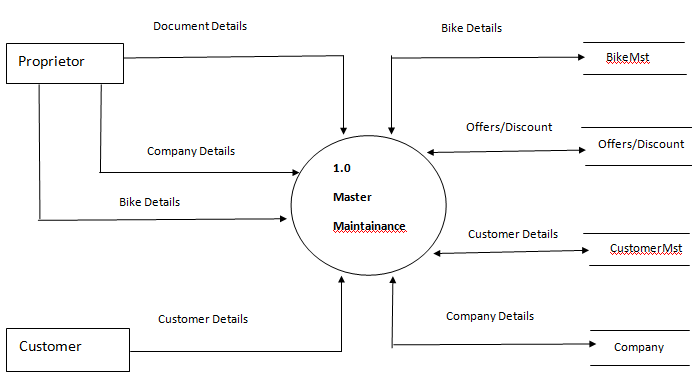 Document Details
Bike Details
Proprietor
BikeMst
Offers/Discount
Offers/Discount
Company Details
1.0
Master
Maintainance
Bike Details
Customer Details
CustomerMst
Customer Details
Company Details
Customer
Company